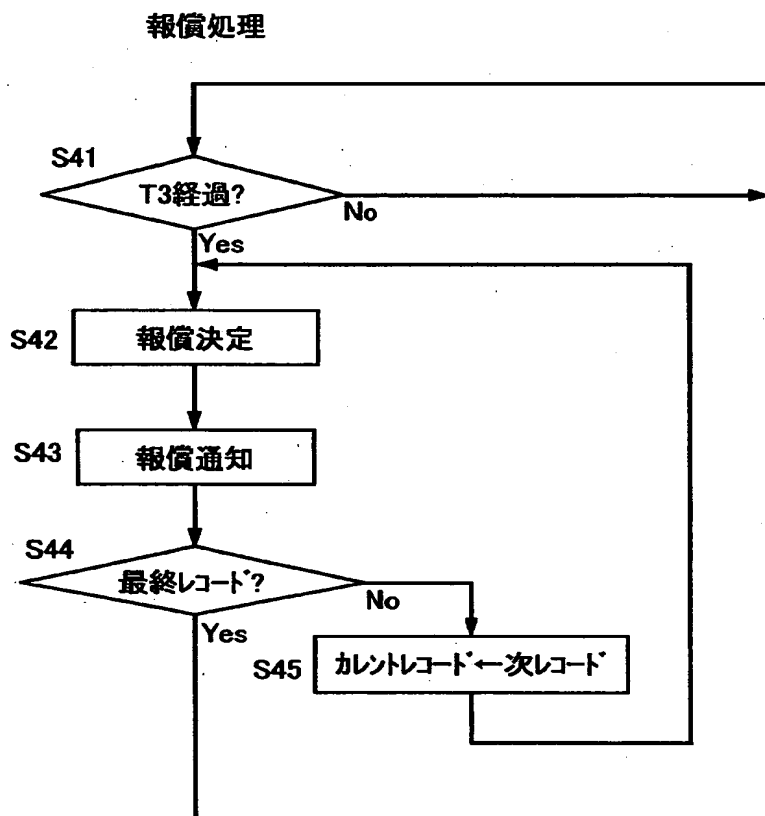 報償処理
S41
T3経過?
No
Yes
S42
報償決定
S43
報償通知
S44
最終レコード?
No
Yes
S45
カレントレコード←次レコード